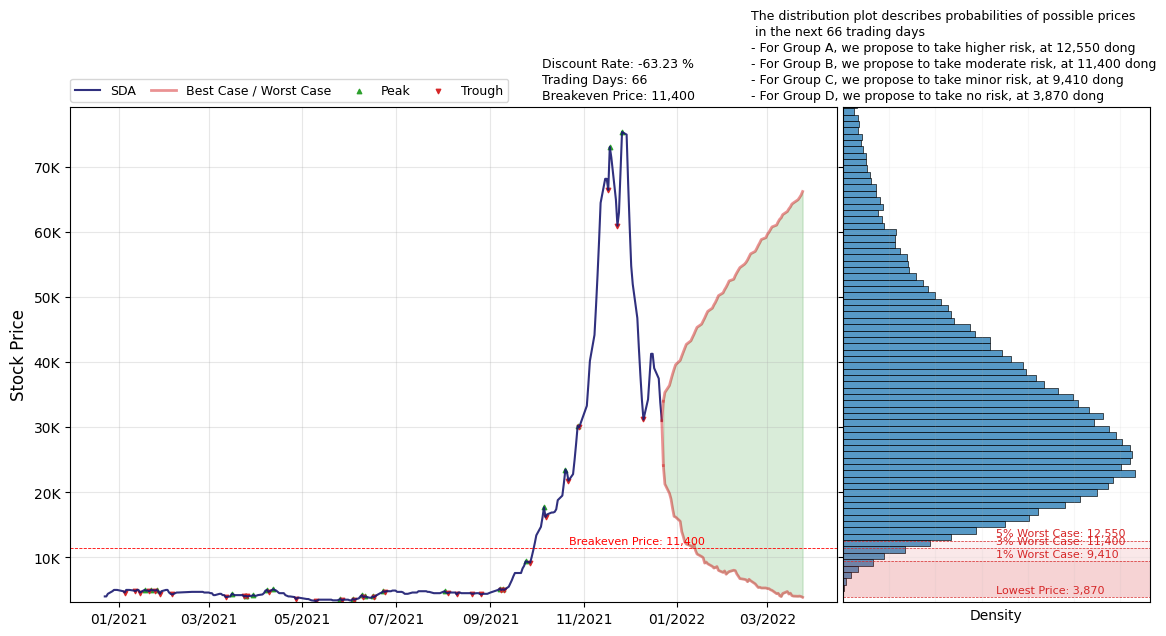 The distribution plot describes probabilities of possible prices
in the next 66 trading days
- For Group A, we propose to take higher risk, at 12,550 dong
- For Group B, we propose to take moderate risk, at 11,400 dong
- For Group C, we propose to take minor risk, at 9,410 dong
- For Group D, we propose to take no risk, at 3,870 dong
Discount Rate: -63.23 %
Trading Days: 66
Breakeven Price: 11,400
SDA
Best Case / Worst Case
Peak
Trough
Stock Price
70K
60K
50K
40K
30K
20K
10K
Breakeven Price: 11,400
01/2021
03/2021
05/2021
07/2021
09/2021
11/2021
01/2022
03/2022
5% Worst Case: 12,550
3% Worst Case: 11,400
1% Worst Case: 9,410
Lowest Price: 3,870
Density